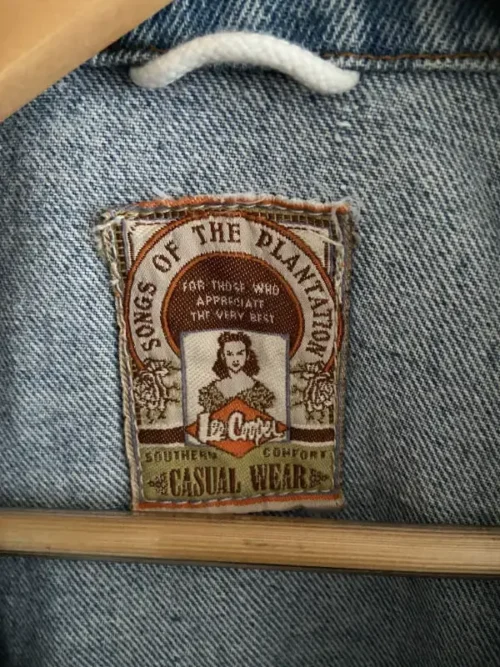 SONGS OF THE PLANTATION
FOR THOSE WHO
APPRECIATE
THE VERY BEST
Lee Cooper
SOUTHERN COMFORT
CASUAL WEAR